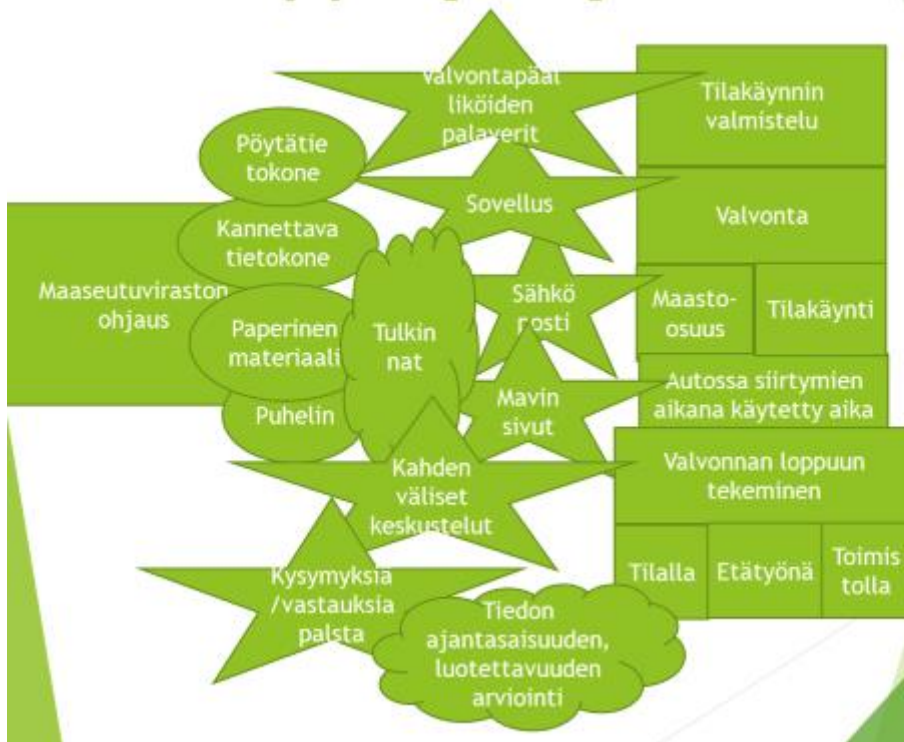 Valvontapääl
liköiden
palaverit
Tilakäynnin
valmistelu
Pöytätie
tokone
Sovellus
Valvonta
Kannettava
tietokone
Maaseutuviraston
ohjaus
Sähkö
posti
Maasto-
osuus
Tilakäynti
Paperinen
materiaali
Tulkin
nat
Autossa siirtymien
aikana käytetty aika
Puhelin
Mavin
sivut
Kahden
väliset
keskustelut
Valvonnan loppuun
tekeminen
Tilalla
Etätyönä
Toimis
tolla
Kysymyksiä
/vastauksia
palsta
Tiedon
ajantasaisuuden,
luotettavuuden
arviointi